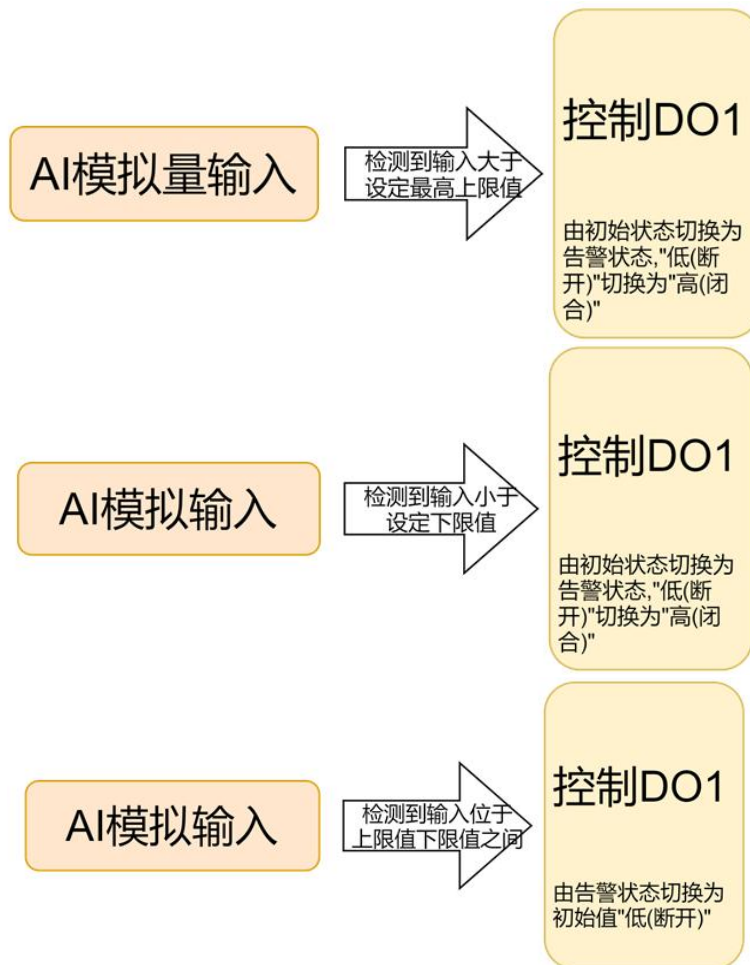 AI模拟量输入
检测到输入大于
设定最高上限值
控制DO1
由初始状态切换为
告警状态,"低(断
开)"切换为"高(闭
合)"
AI模拟输入
检测到输入小于
设定下限值
控制DO1
由初始状态切换为
告警状态,"低(断
开)"切换为"高(闭
合)"
AI模拟输入
检测到输入位于
上限值下限值之间
控制DO1
由告警状态切换为
初始值"低(断开)"